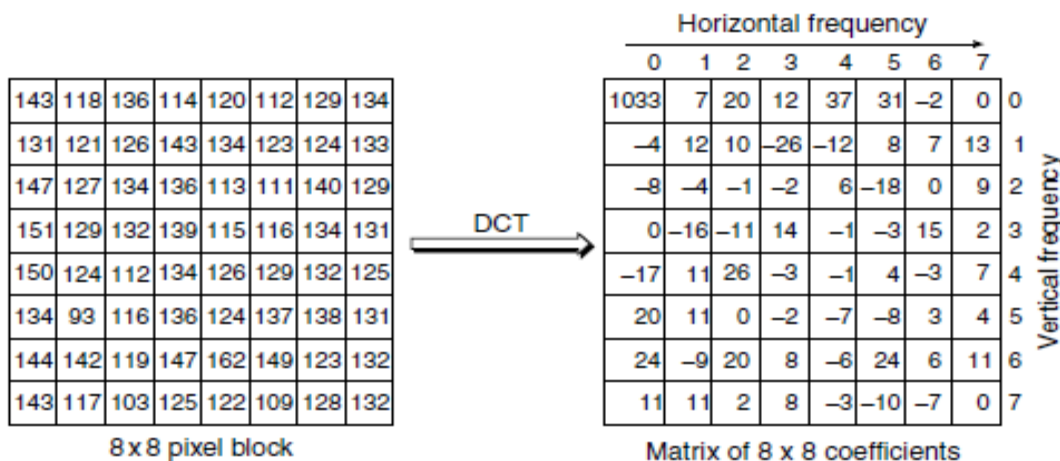 Horizontal frequency
0 1 2 3 4 5 6 7
143 118 136 114 120 112 129 134
1033 7 20 12 37 31 –2 0 0
131 121 126 143 134 123 124 133
–4 12 10 –26 –12 8 7 13 1
147 127 134 136 113 111 140 129
–8 –4 –1 –2 6 –18 0 9 2
151 129 132 139 115 116 134 131
DCT
0 –16 –11 14 –1 –3 15 2 3
150 124 112 134 126 129 132 125
–17 11 26 –3 –1 4 –3 7 4
134 93 116 136 124 137 138 131
20 11 0 –2 –7 –8 3 4 5
144 142 119 147 162 149 123 132
24 –9 20 8 –6 24 6 11 6
143 117 103 125 122 109 128 132
11 11 2 8 –3 –10 –7 0 7
Vertical frequency
8 x 8 pixel block
Matrix of 8 x 8 coefficients